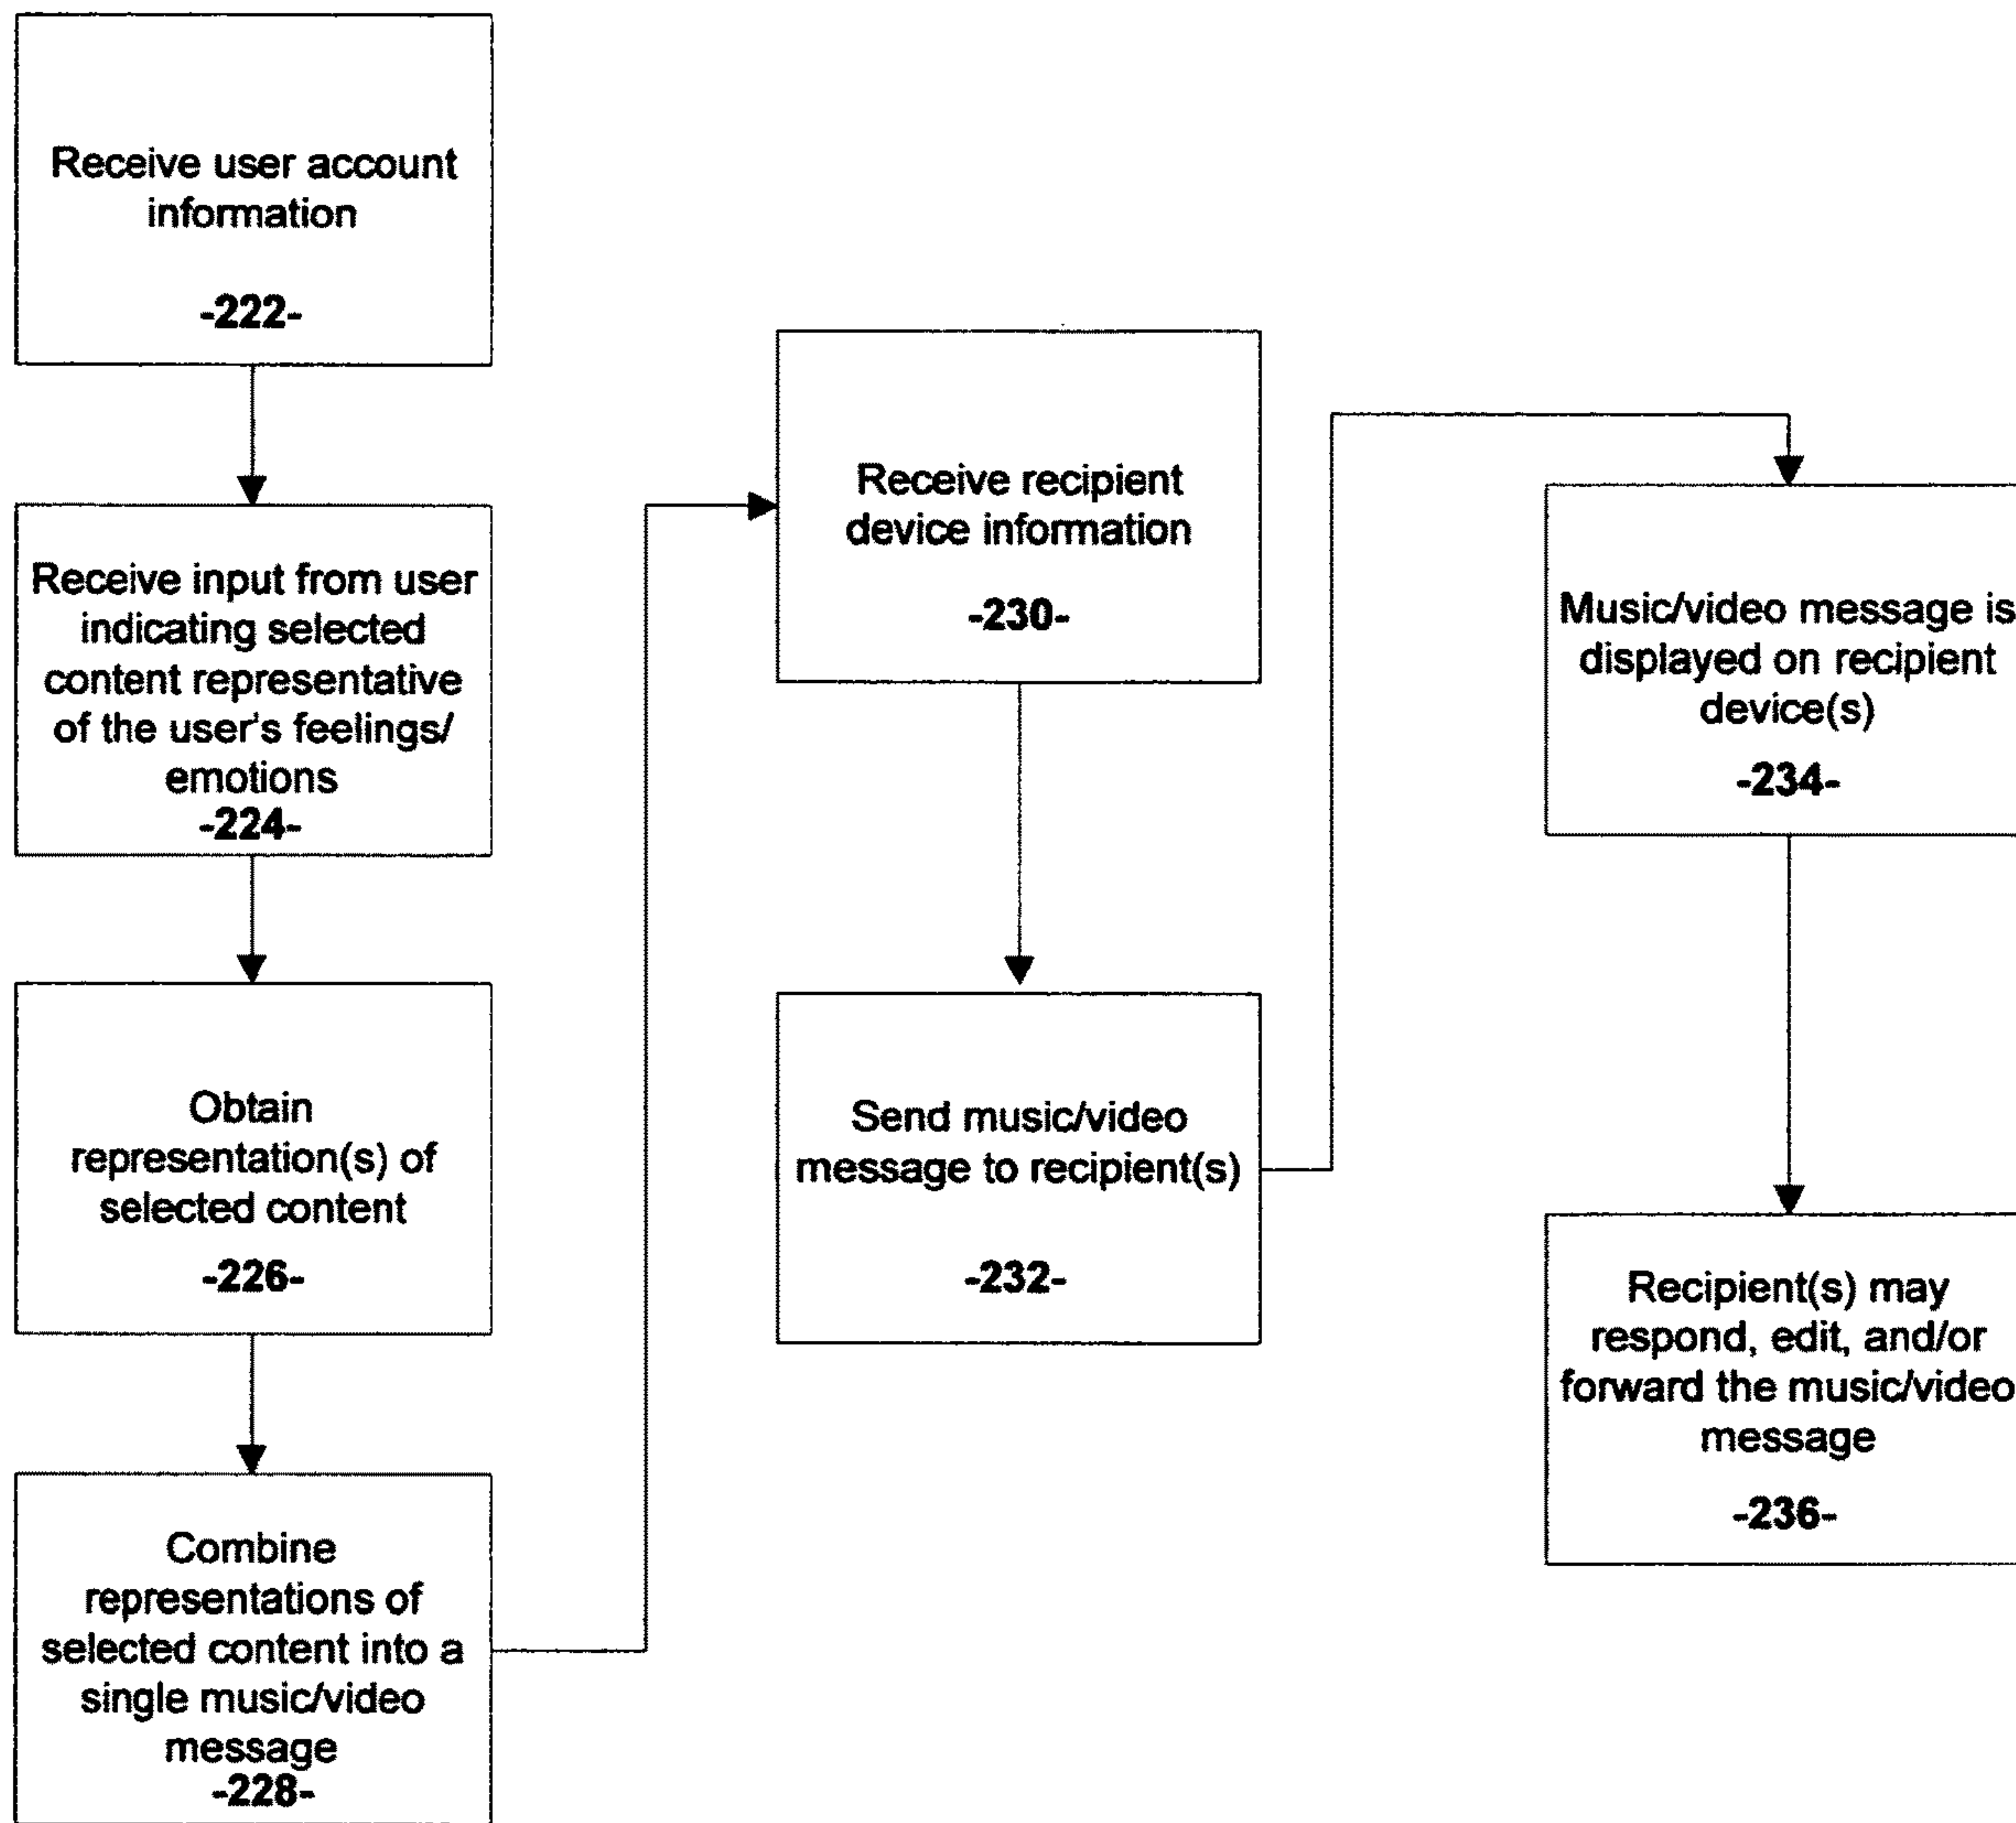 Receive user account
information
-222-
Receive input from user
indicating selected
content representative
of the user's feelings/
emotions
-224-
Obtain
representation(s) of
selected content
-226-
Combine
representations of
selected content into a
single music/video
message
-228-
Receive recipient
device information
-230-
Send music/video
message to recipient(s)
-232-
Music/video message is
displayed on recipient
device(s)
-234-
Recipient(s) may
respond, edit, and/or
forward the music/video
message
-236-